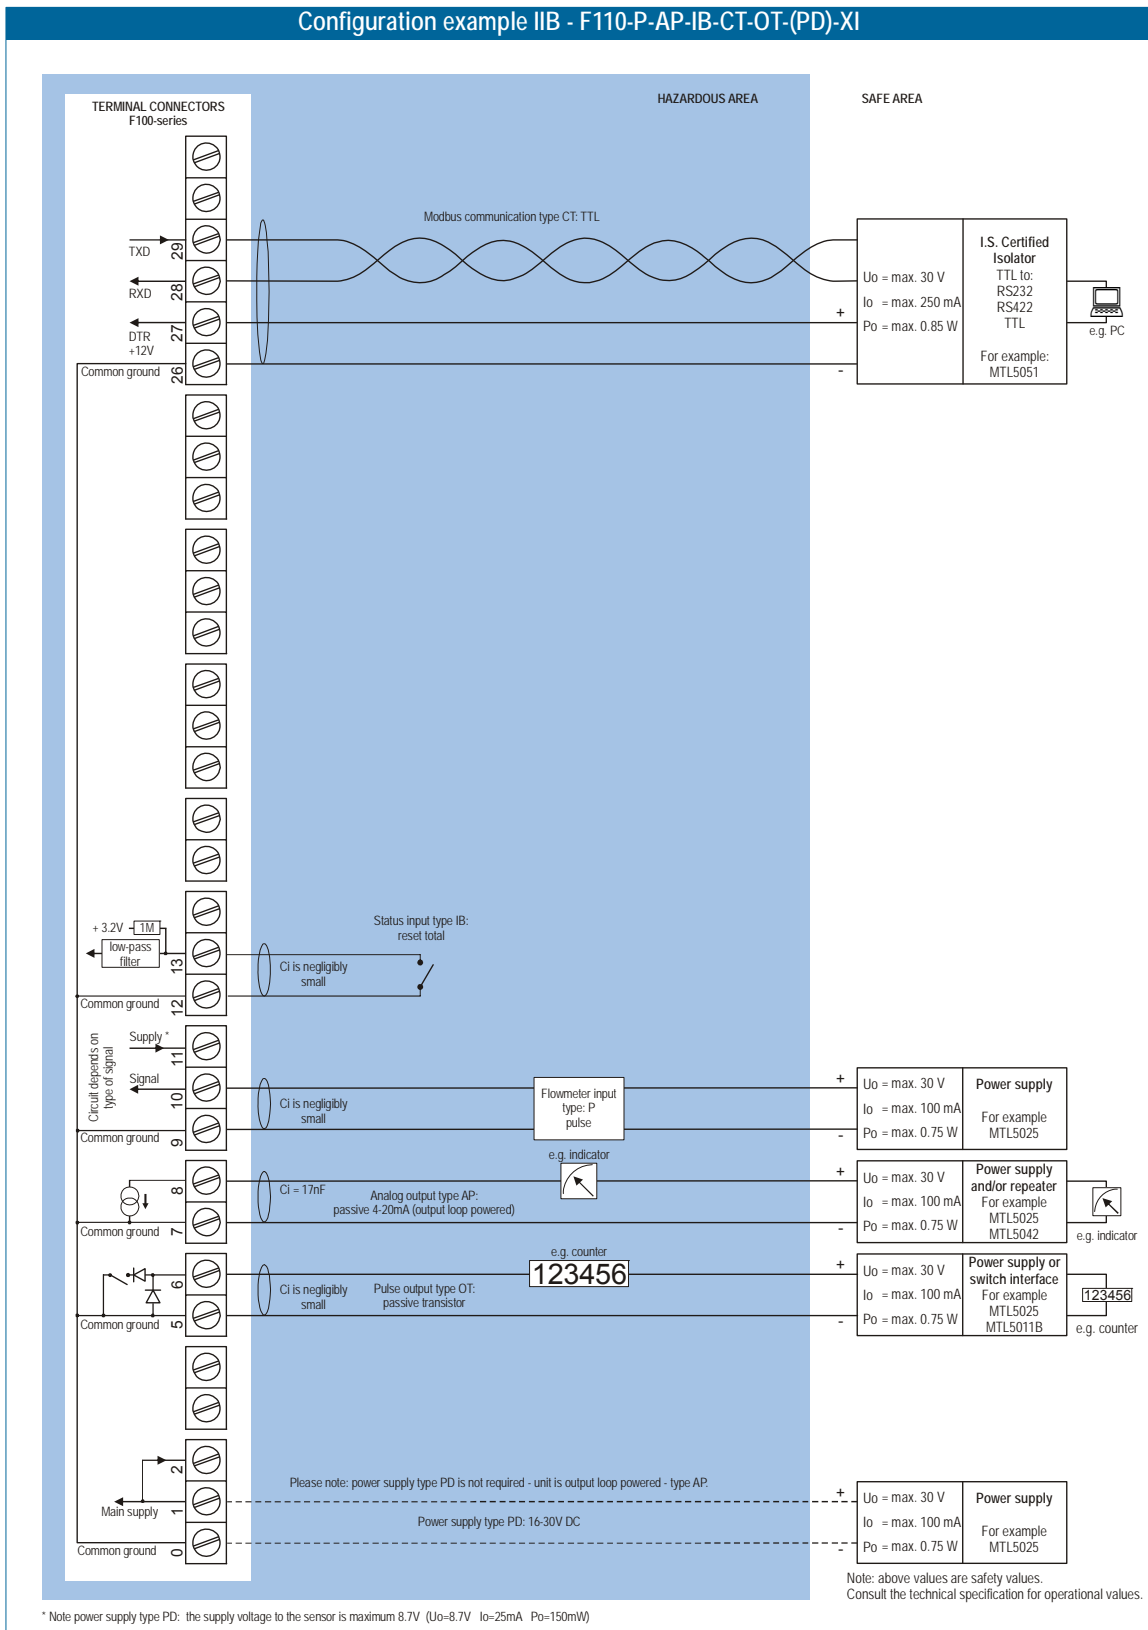 Configuration example IIB - F110-P-AP-IB-CT-OT-(PD)-XI
TERMINAL CONNECTORS
F100-series
HAZARDOUS AREA
SAFE AREA
Modbus communication type CT: TTL
TXD
29
RXD
28
DTR
+12V
27
Common ground
26
+
-
Uo = max. 30 V
Io = max. 250 mA
Po = max. 0.85 W
I.S. Certified
Isolator
TTL to:
RS232
RS422
TTL
For example:
MTL5051
e.g. PC
+ 3.2V
1M
low-pass
filter
13
Common ground
12
Ci is negligibly
small
Status input type IB:
reset total
Circuit depends on
type of signal
Supply *
11
Signal
10
Common ground
9
Ci is negligibly
small
Flowmeter input
type: P
pulse
+
-
Uo = max. 30 V
Io = max. 100 mA
Po = max. 0.75 W
Power supply
For example
MTL5025
8
Common ground
7
Ci = 17nF
Analog output type AP:
passive 4-20mA (output loop powered)
e.g. indicator
+
-
Uo = max. 30 V
Io = max. 100 mA
Po = max. 0.75 W
Power supply
and/or repeater
For example
MTL5025
MTL5042
e.g. indicator
6
Common ground
5
Ci is negligibly
small
Pulse output type OT:
passive transistor
e.g. counter
123456
+
-
Uo = max. 30 V
Io = max. 100 mA
Po = max. 0.75 W
Power supply or
switch interface
For example
MTL5025
MTL5011B
123456
e.g. counter
2
Main supply
1
Common ground
0
Please note: power supply type PD is not required - unit is output loop powered - type AP.
Power supply type PD: 16-30V DC
+
-
Uo = max. 30 V
Io = max. 100 mA
Po = max. 0.75 W
Power supply
For example
MTL5025
Note: above values are safety values.
Consult the technical specification for operational values.
* Note power supply type PD: the supply voltage to the sensor is maximum 8.7V (Uo=8.7V Io=25mA Po=150mW)